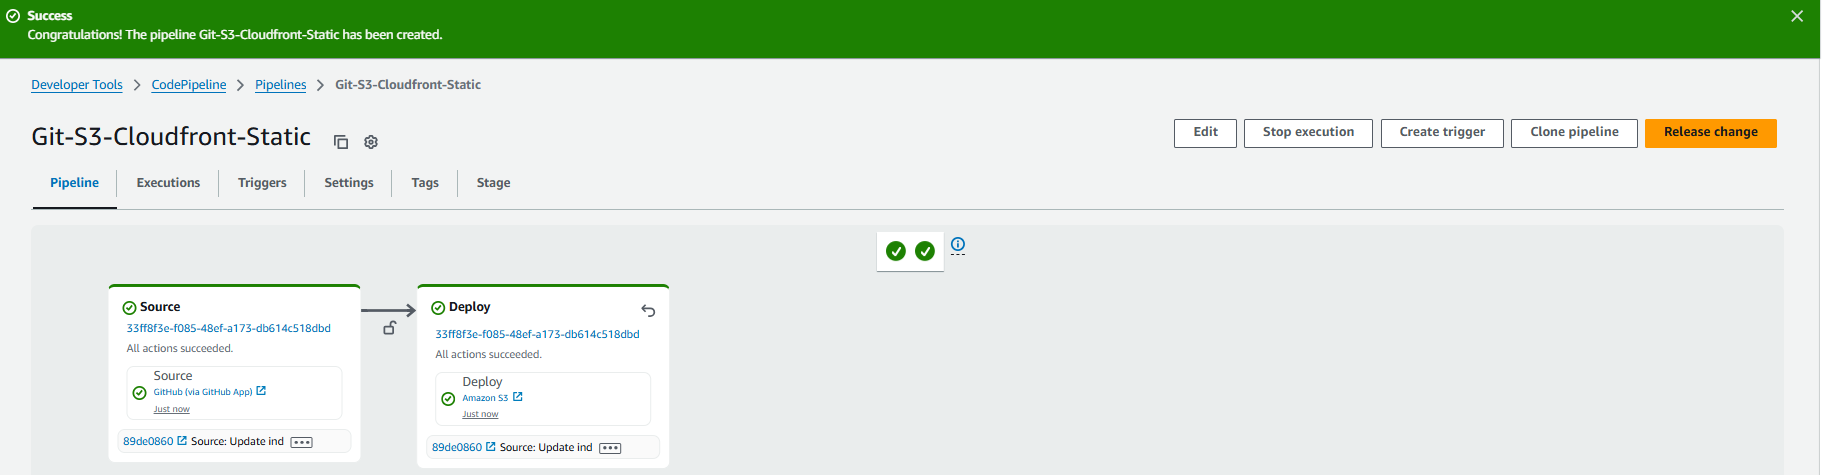 Success
Congratulations! The pipeline Git-S3-Cloudfront-Static has been created.
Developer Tools > CodePipeline > Pipelines > Git-S3-Cloudfront-Static
Git-S3-Cloudfront-Static
Edit Stop execution Create trigger Clone pipeline Release change
Pipeline Executions Triggers Settings Tags Stage
Source
33ff8f3e-f085-48ef-a173-db614c518dbd
All actions succeeded.
Source
GitHub (via GitHub App)
Just now
89de0860 Source: Update ind
Deploy
33ff8f3e-f085-48ef-a173-db614c518dbd
All actions succeeded.
Deploy
Amazon S3
Just now
89de0860 Source: Update ind